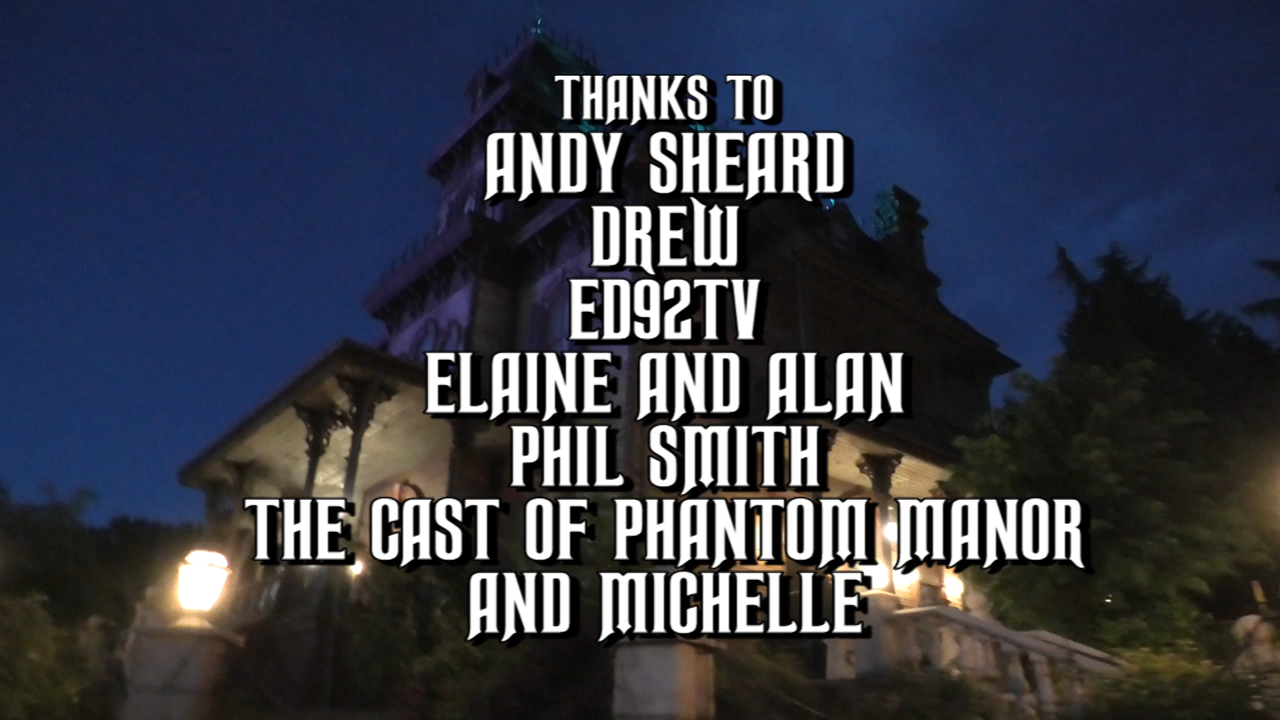 THANKS TO
ANDY SHEARD
DREW
ED92TV
ELAINE AND ALAN
PHIL SMITH
THE CAST OF PHANTOM MANOR
AND MICHELLE